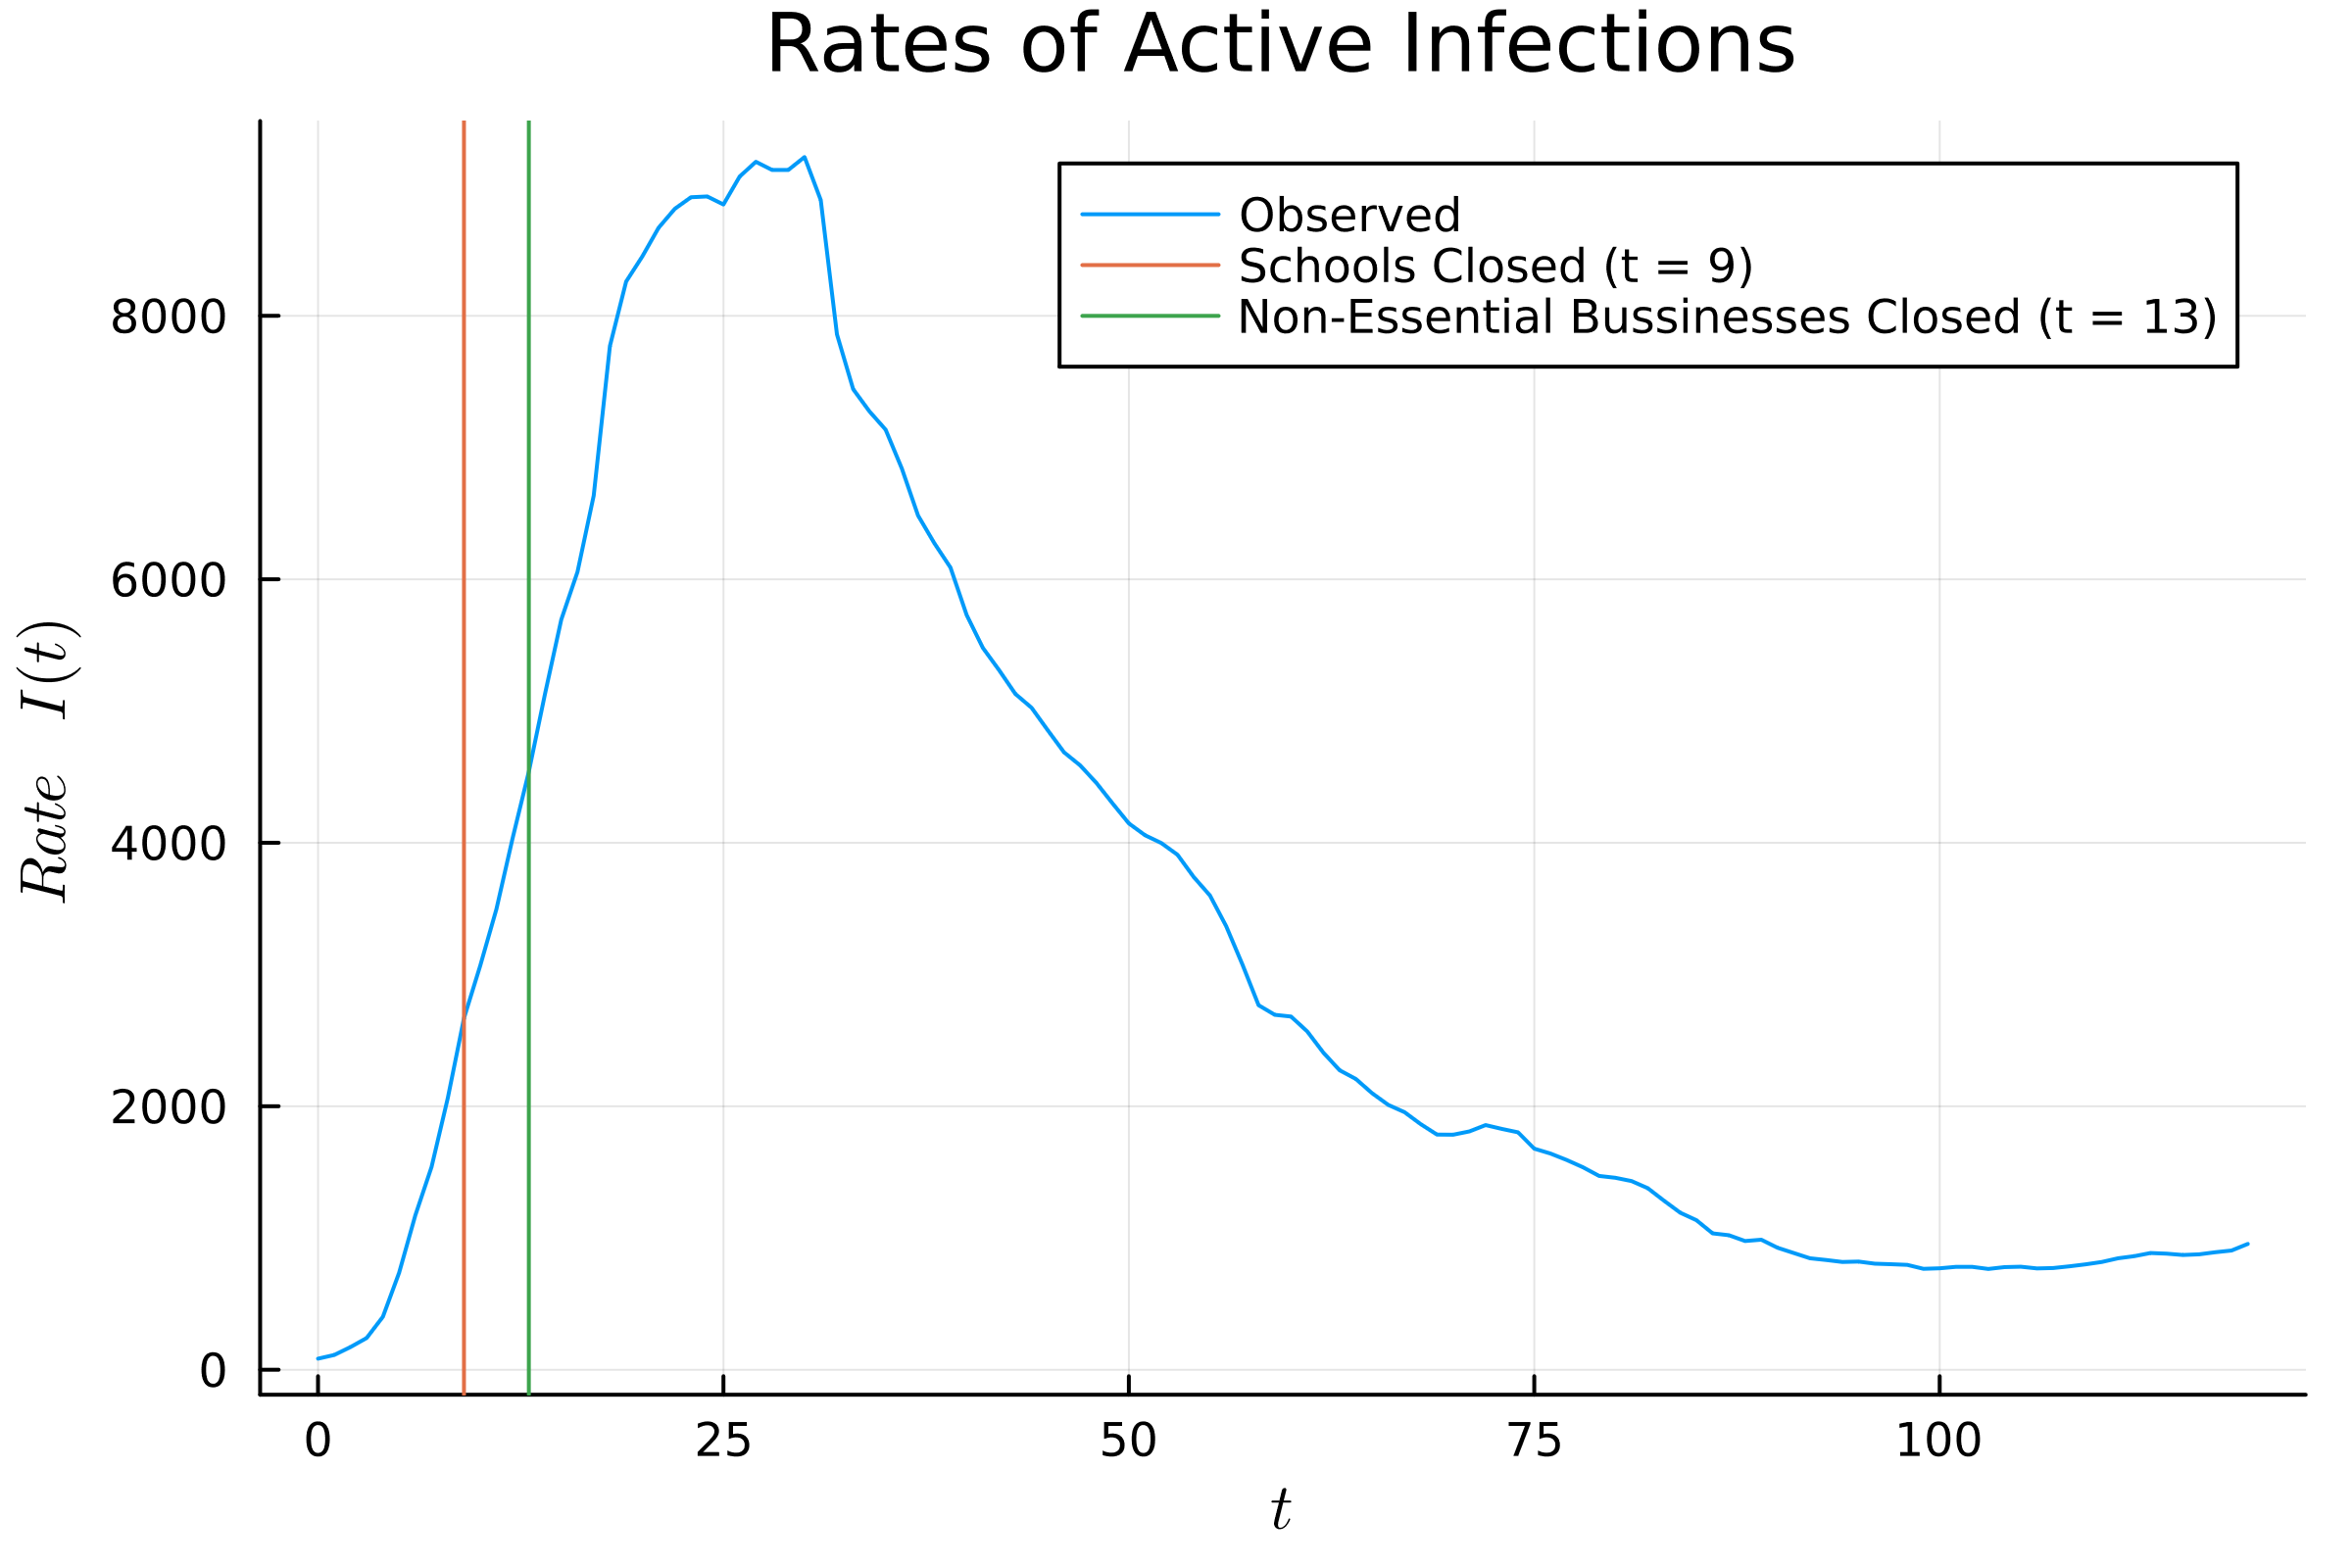 Rates of Active Infections
Observed
Schools Closed (t = 9)
Non-Essential Bussinesses Closed (t = 13)
8000
6000
4000
2000
0
Rate I(t)
0 25 50 75 100
t